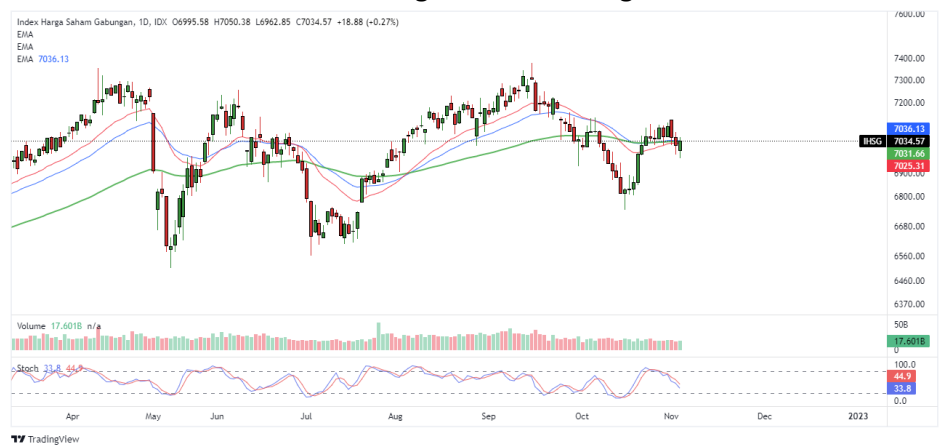 Index Harga Saham Gabungan, 1D, IDX O6995.58 H7050.38 L6962.85 C7034.57 +18.88 (+0.27%)
EMA
EMA
EMA 7036.13
7600.00
7400.00
7300.00
7200.00
7036.13
IHSG 7034.57
7031.66
7025.31
6900.00
6800.00
6680.00
6560.00
6460.00
6370.00
Volume 17.601B n/a
50B
17.601B
0
Stoch 33.8 44.9
100.0
44.9
33.8
0.0
Apr May Jun Jul Aug Sep Oct Nov Dec 2023
TradingView